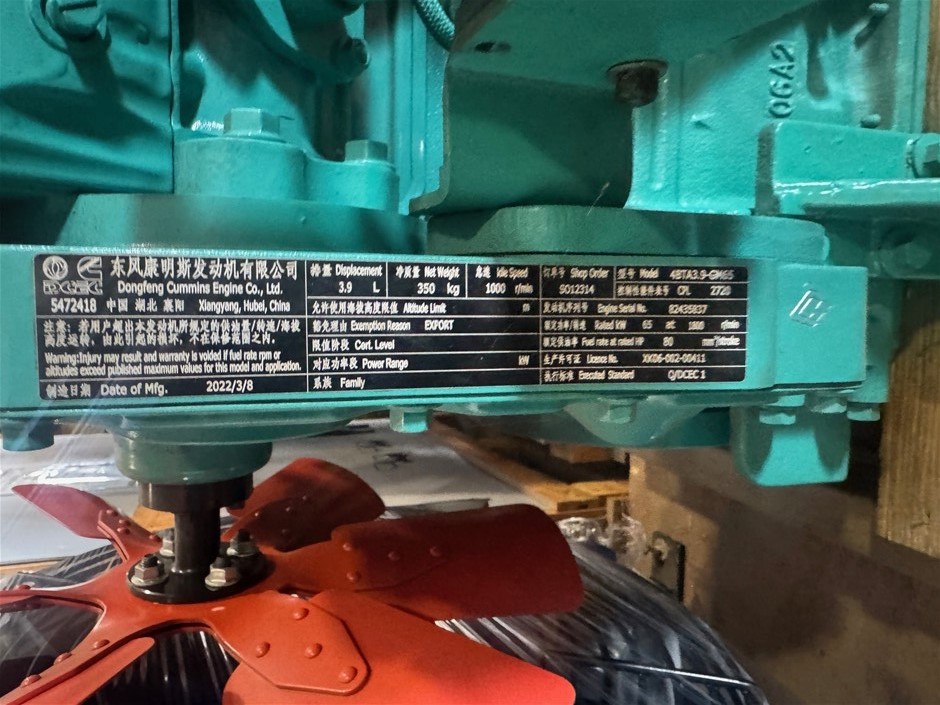 06A2
东风康明斯发动机有限公司
Dongfeng Cummins Engine Co., Ltd.
DCEC
5472418 中国 湖北 襄阳 Xiangyang, Hubei, China
注意: 若用户超出本发动机所规定的供油量/转速/海拔
高度运转, 由此引起的损坏, 不在保修范围之内。
Warning:Injury may result and warranty is voided if fuel rate rpm or
altitudes exceed published maximum values for this model and application.
制造日期 Date of Mfg. 2022/3/8
排量 Displacement 3.9 L
净质量 Net Weight 350 kg
怠速 Idle Speed 1000 r/min
允许使用海拔高度限值 Altitude Limit m
豁免理由 Exemption Reason EXPORT
限值阶段 Cert. Level
对应功率段 Power Range kW
系族 Family
订单号 Shop Order SO12314
型号 Model 4BTA3.9-GM65
控制性能件表号 CPL 2720
发动机序列号 Engine Serial No. 82435837
额定功率/转速 Rated kW 65 at 1800 r/min
额定供油率 Fuel rate at rated HP 80 mm³/stroke
生产许可证 Licence No. XK06-002-00411
执行标准 Executed Standard Q/DCEC 1